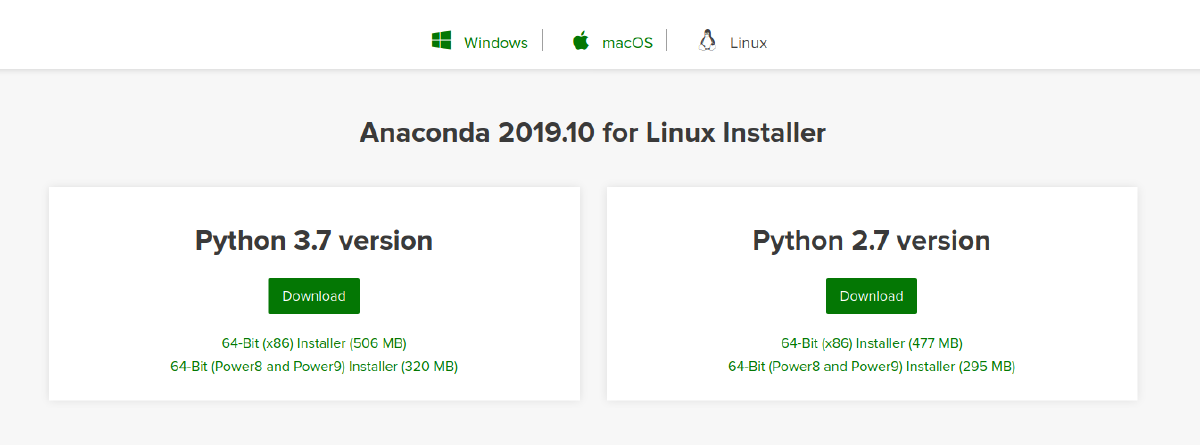 Windows
macOS
Linux
Anaconda 2019.10 for Linux Installer
Python 3.7 version
Download
64-Bit (x86) Installer (506 MB)
64-Bit (Power8 and Power9) Installer (320 MB)
Python 2.7 version
Download
64-Bit (x86) Installer (477 MB)
64-Bit (Power8 and Power9) Installer (295 MB)